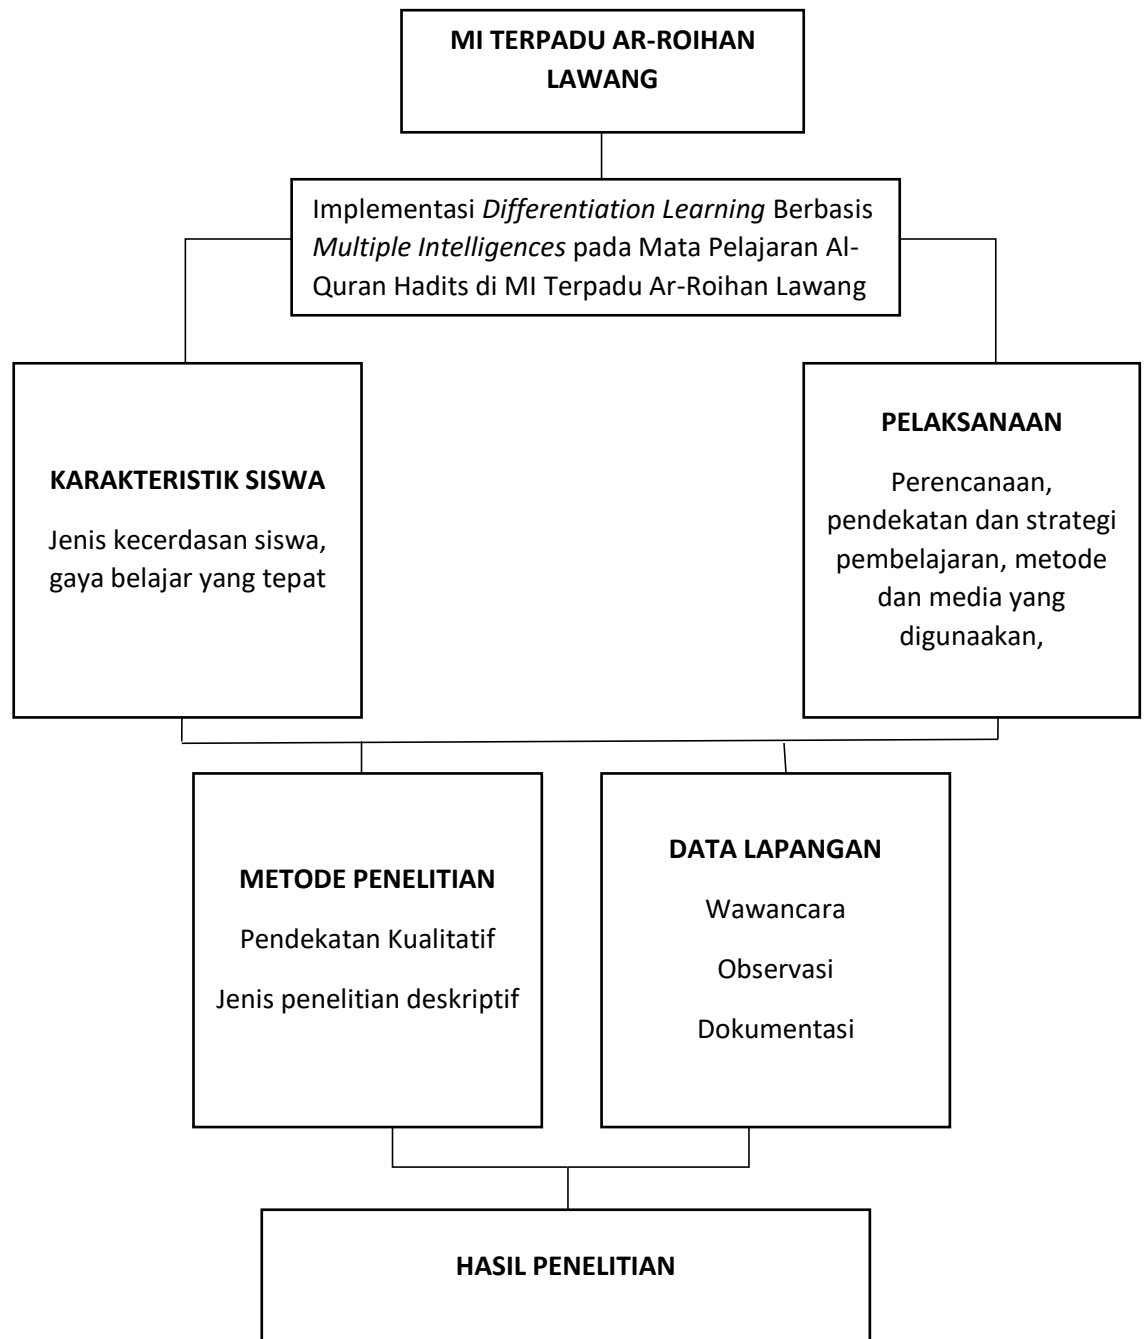 MI TERPADU AR-ROIHAN
LAWANG
Implementasi Differentiation Learning Berbasis
Multiple Intelligences pada Mata Pelajaran Al-
Quran Hadits di MI Terpadu Ar-Roihan Lawang
KARAKTERISTIK SISWA
Jenis kecerdasan siswa,
gaya belajar yang tepat
PELAKSANAAN
Perencanaan,
pendekatan dan strategi
pembelajaran, metode
dan media yang
digunaakan,
METODE PENELITIAN
Pendekatan Kualitatif
Jenis penelitian deskriptif
DATA LAPANGAN
Wawancara
Observasi
Dokumentasi
HASIL PENELITIAN